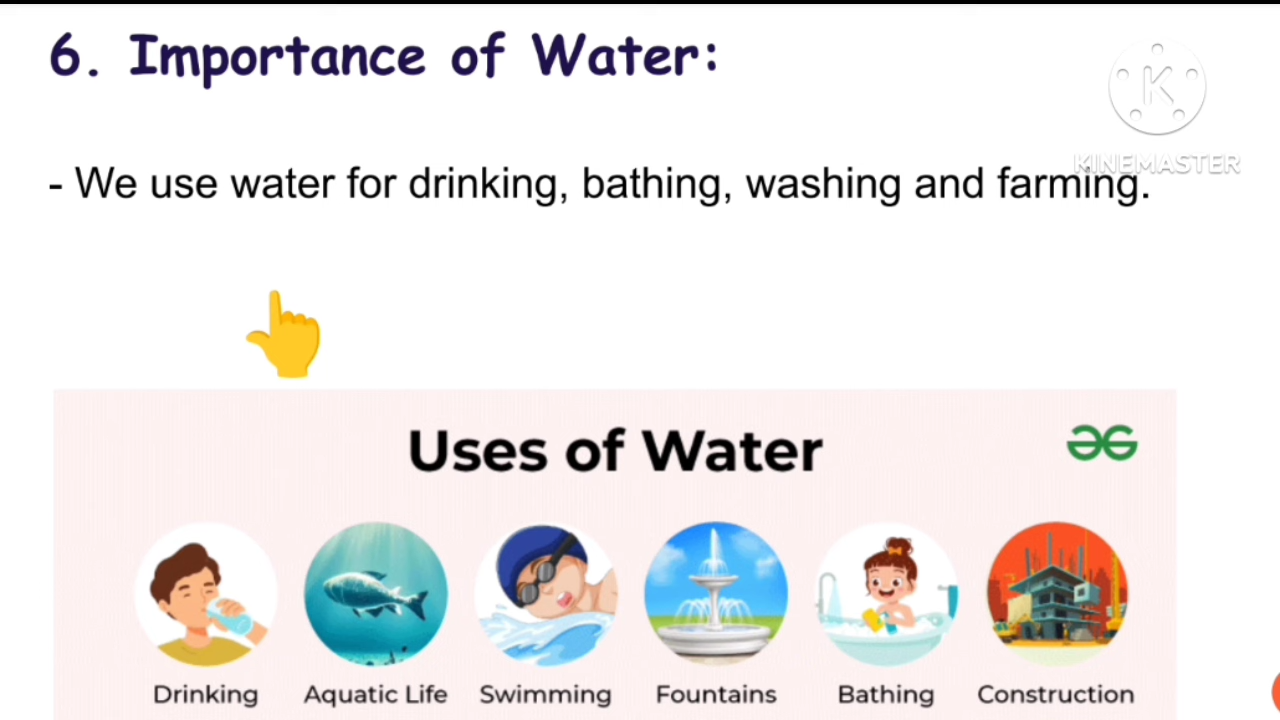 6. Importance of Water:
K
KINEMASTER
- We use water for drinking, bathing, washing and farming.
Uses of Water
Drinking Aquatic Life Swimming Fountains Bathing Construction